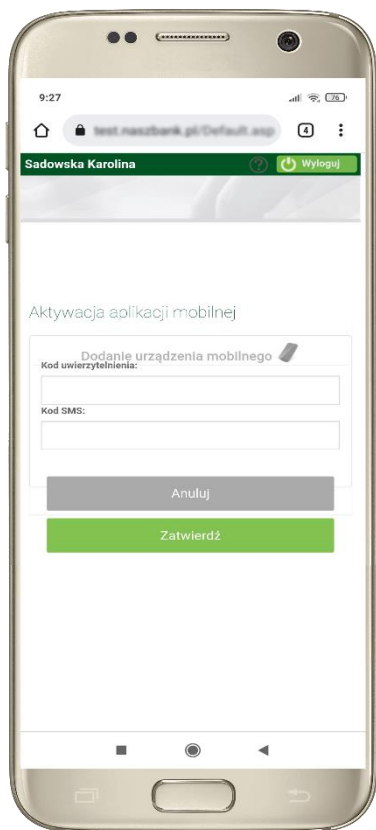 9:27
76
test.naszbank.pl/Default.asp
4
Sadowska Karolina
?
Wyloguj
Aktywacja aplikacji mobilnej
Dodanie urządzenia mobilnego
Kod uwierzytelnienia:
Kod SMS:
Anuluj
Zatwierdź